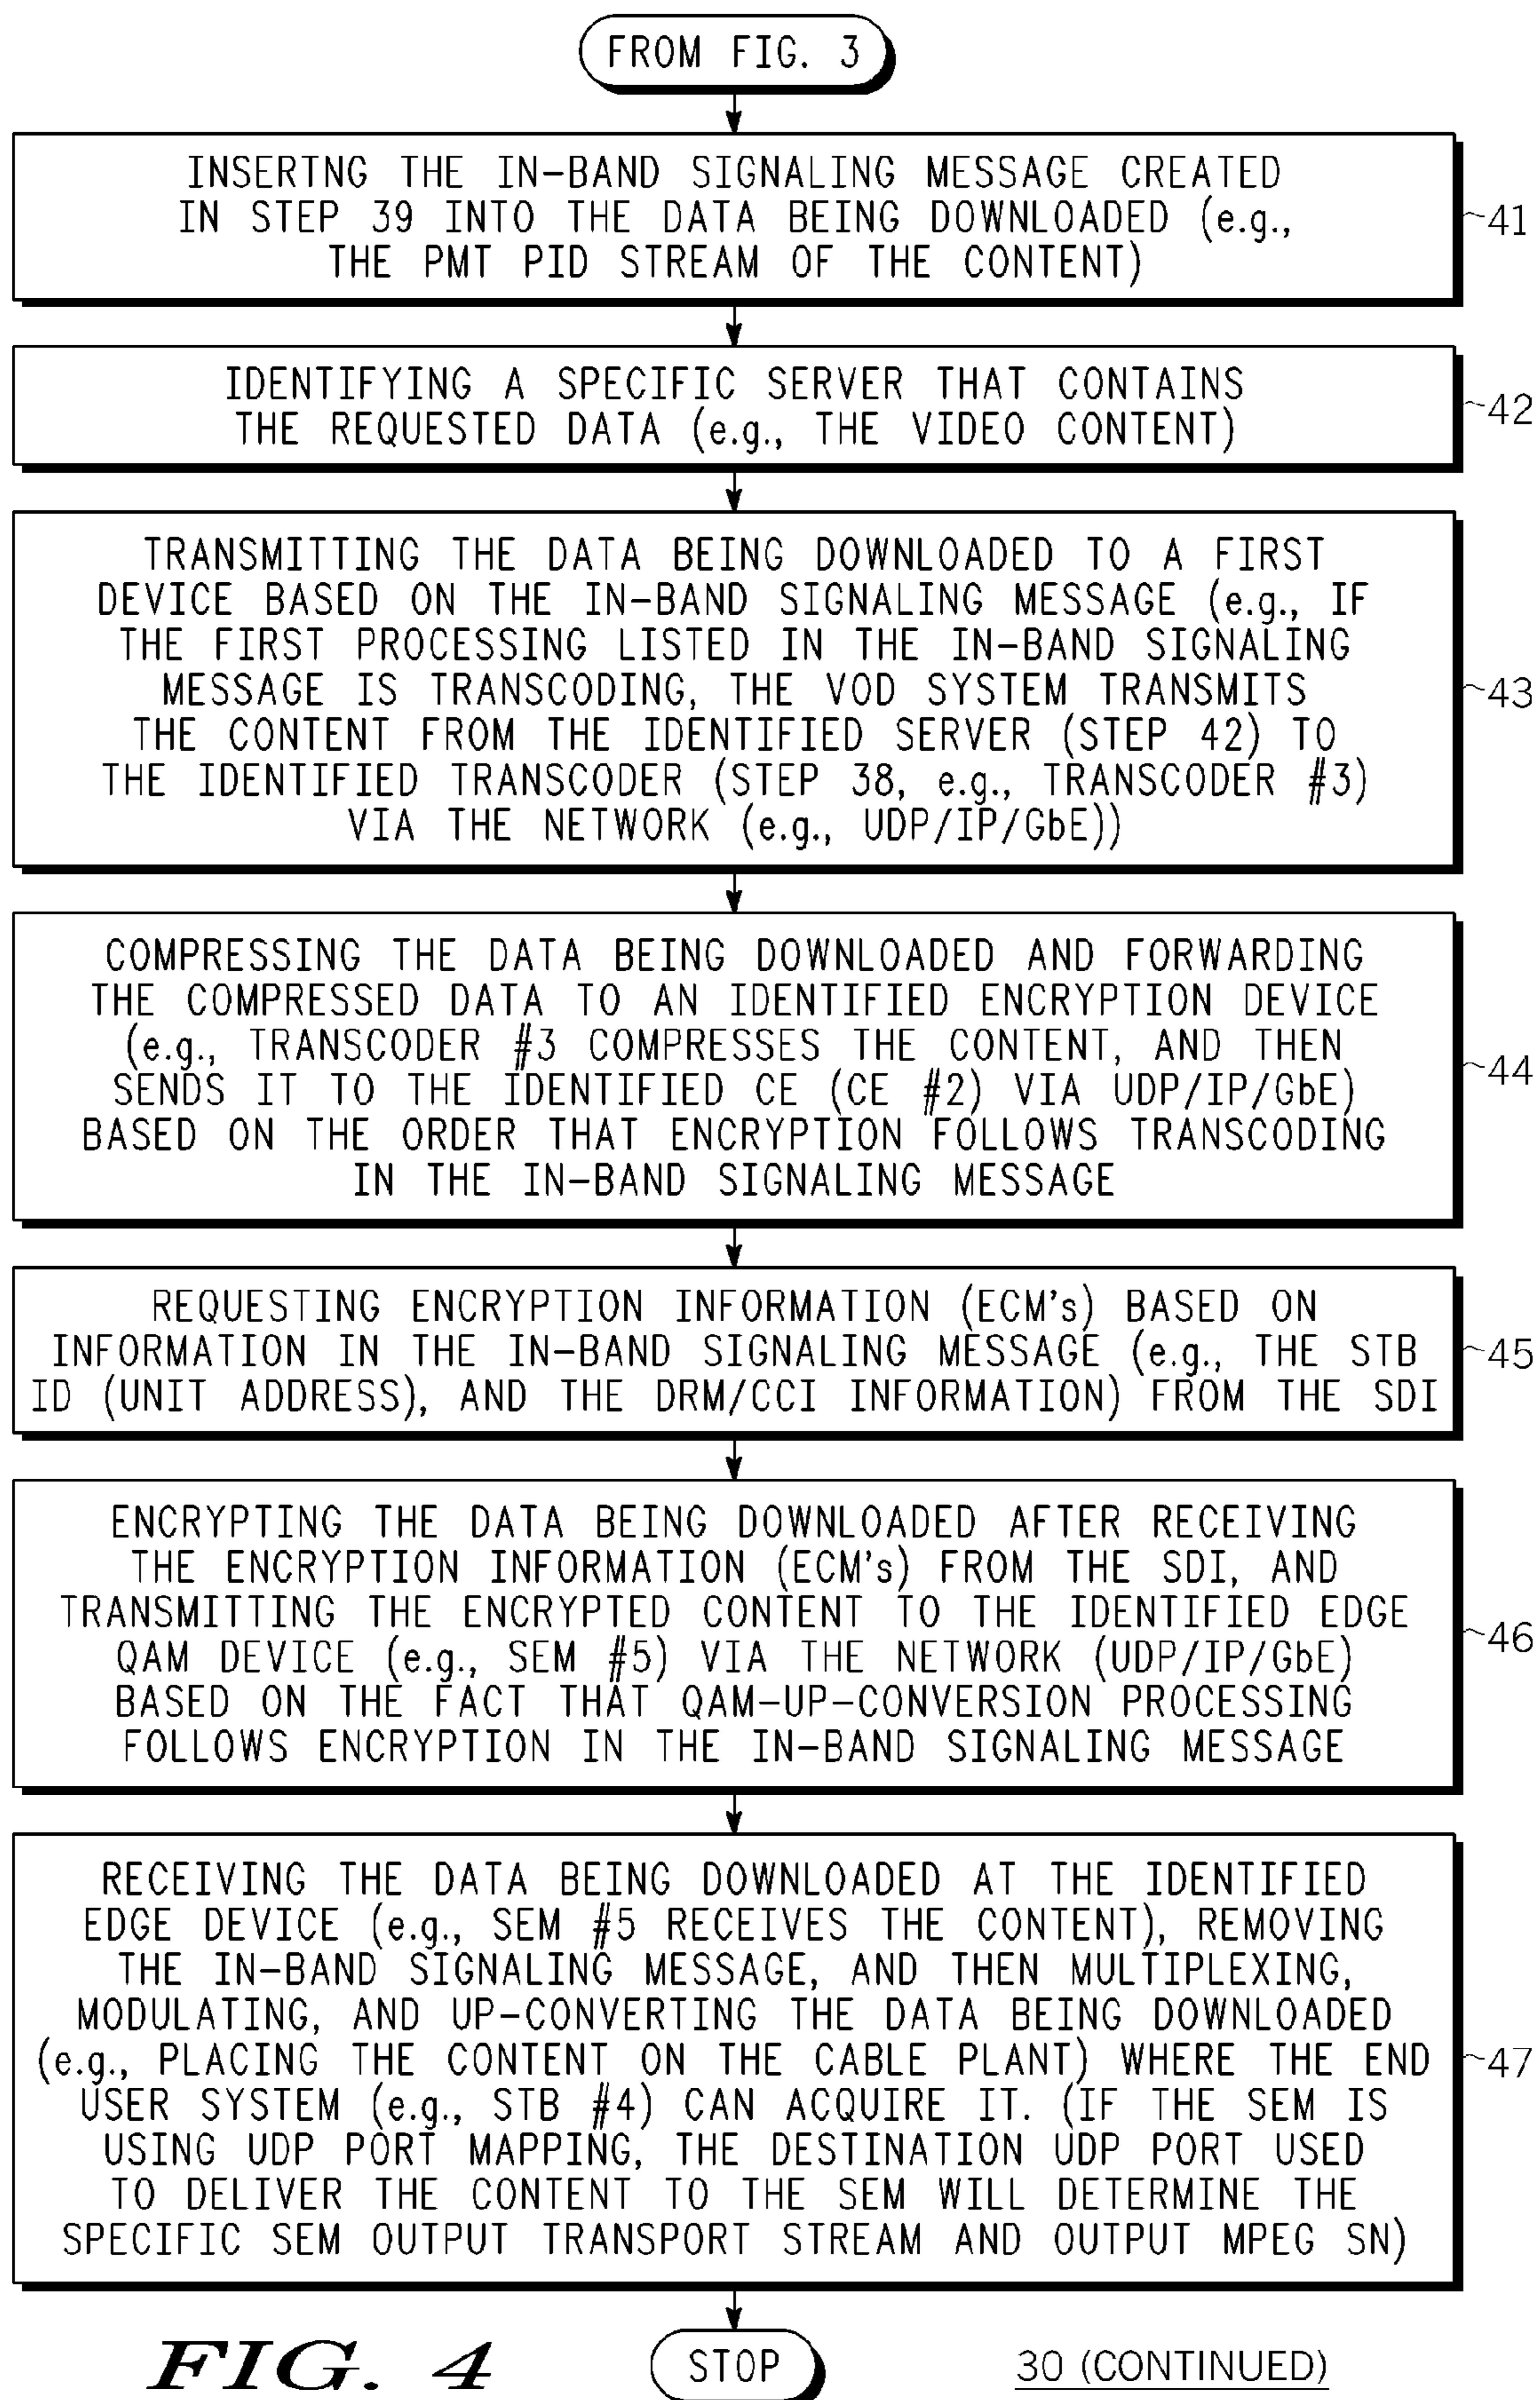 FROM FIG. 3
INSERTNG THE IN-BAND SIGNALING MESSAGE CREATED
IN STEP 39 INTO THE DATA BEING DOWNLOADED (e.g.,
THE PMT PID STREAM OF THE CONTENT)
41
IDENTIFYING A SPECIFIC SERVER THAT CONTAINS
THE REQUESTED DATA (e.g., THE VIDEO CONTENT)
42
TRANSMITTING THE DATA BEING DOWNLOADED TO A FIRST
DEVICE BASED ON THE IN-BAND SIGNALING MESSAGE (e.g., IF
THE FIRST PROCESSING LISTED IN THE IN-BAND SIGNALING
MESSAGE IS TRANSCODING, THE VOD SYSTEM TRANSMITS
THE CONTENT FROM THE IDENTIFIED SERVER (STEP 42) TO
THE IDENTIFIED TRANSCODER (STEP 38, e.g., TRANSCODER #3)
VIA THE NETWORK (e.g., UDP/IP/GbE))
43
COMPRESSING THE DATA BEING DOWNLOADED AND FORWARDING
THE COMPRESSED DATA TO AN IDENTIFIED ENCRYPTION DEVICE
(e.g., TRANSCODER #3 COMPRESSES THE CONTENT, AND THEN
SENDS IT TO THE IDENTIFIED CE (CE #2) VIA UDP/IP/GbE)
BASED ON THE ORDER THAT ENCRYPTION FOLLOWS TRANSCODING
IN THE IN-BAND SIGNALING MESSAGE
44
REQUESTING ENCRYPTION INFORMATION (ECM's) BASED ON
INFORMATION IN THE IN-BAND SIGNALING MESSAGE (e.g., THE STB
ID (UNIT ADDRESS), AND THE DRM/CCI INFORMATION) FROM THE SDI
45
ENCRYPTING THE DATA BEING DOWNLOADED AFTER RECEIVING
THE ENCRYPTION INFORMATION (ECM's) FROM THE SDI, AND
TRANSMITTING THE ENCRYPTED CONTENT TO THE IDENTIFIED EDGE
QAM DEVICE (e.g., SEM #5) VIA THE NETWORK (UDP/IP/GbE)
BASED ON THE FACT THAT QAM-UP-CONVERSION PROCESSING
FOLLOWS ENCRYPTION IN THE IN-BAND SIGNALING MESSAGE
46
RECEIVING THE DATA BEING DOWNLOADED AT THE IDENTIFIED
EDGE DEVICE (e.g., SEM #5 RECEIVES THE CONTENT), REMOVING
THE IN-BAND SIGNALING MESSAGE, AND THEN MULTIPLEXING,
MODULATING, AND UP-CONVERTING THE DATA BEING DOWNLOADED
(e.g., PLACING THE CONTENT ON THE CABLE PLANT) WHERE THE END
USER SYSTEM (e.g., STB #4) CAN ACQUIRE IT. (IF THE SEM IS
USING UDP PORT MAPPING, THE DESTINATION UDP PORT USED
TO DELIVER THE CONTENT TO THE SEM WILL DETERMINE THE
SPECIFIC SEM OUTPUT TRANSPORT STREAM AND OUTPUT MPEG SN)
47
STOP
FIG. 4
30 (CONTINUED)